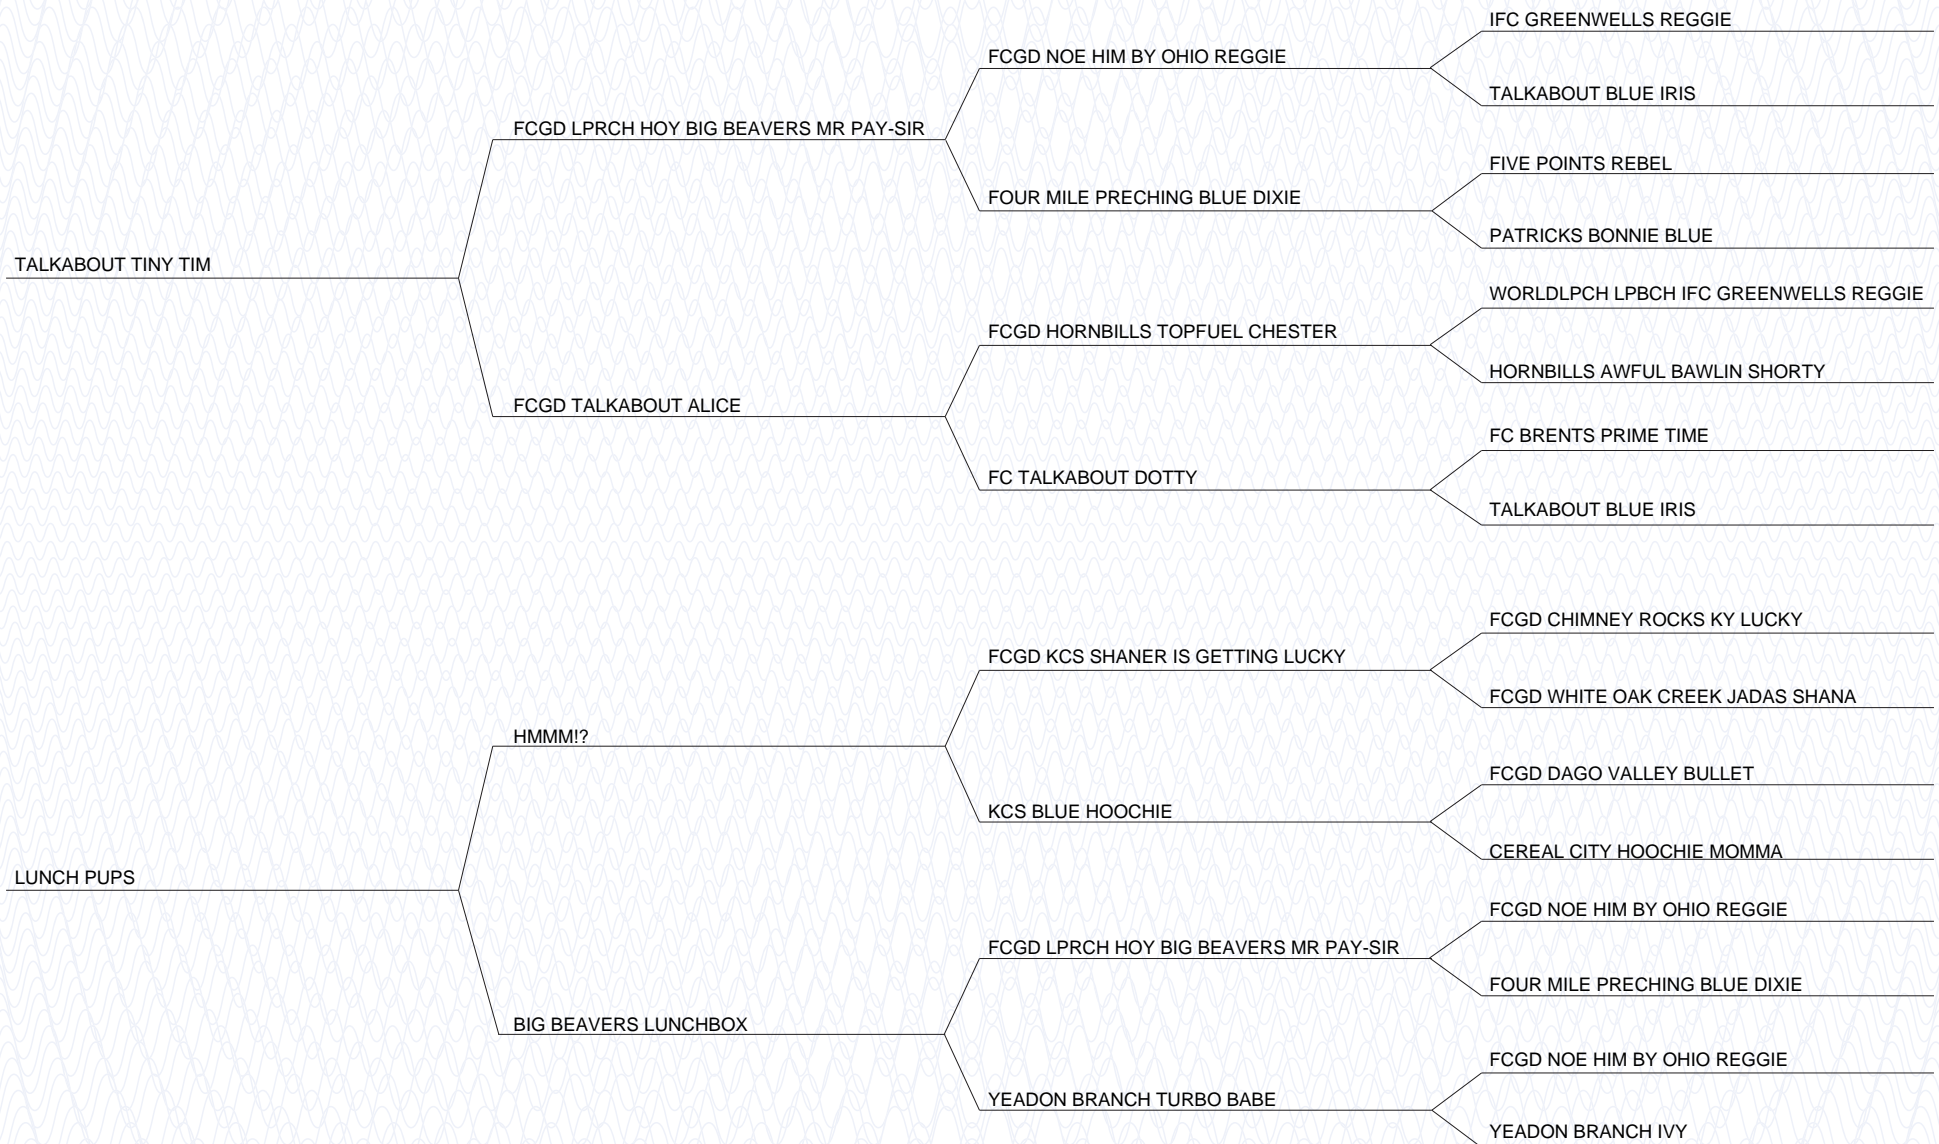 IFC GREENWELLS REGGIE
FCGD NOE HIM BY OHIO REGGIE
TALKABOUT BLUE IRIS
FCGD LPRCH HOY BIG BEAVERS MR PAY-SIR
FIVE POINTS REBEL
FOUR MILE PRECHING BLUE DIXIE
PATRICKS BONNIE BLUE
TALKABOUT TINY TIM
WORLDLPCH LPBCH IFC GREENWELLS REGGIE
FCGD HORNBILLS TOPFUEL CHESTER
HORNBILLS AWFUL BAWLIN SHORTY
FCGD TALKABOUT ALICE
FC BRENTS PRIME TIME
FC TALKABOUT DOTTY
TALKABOUT BLUE IRIS
FCGD CHIMNEY ROCKS KY LUCKY
FCGD KCS SHANER IS GETTING LUCKY
FCGD WHITE OAK CREEK JADAS SHANA
HMMM!?
FCGD DAGO VALLEY BULLET
KCS BLUE HOOCHIE
CEREAL CITY HOOCHIE MOMMA
LUNCH PUPS
FCGD NOE HIM BY OHIO REGGIE
FCGD LPRCH HOY BIG BEAVERS MR PAY-SIR
FOUR MILE PRECHING BLUE DIXIE
BIG BEAVERS LUNCHBOX
FCGD NOE HIM BY OHIO REGGIE
YEADON BRANCH TURBO BABE
YEADON BRANCH IVY